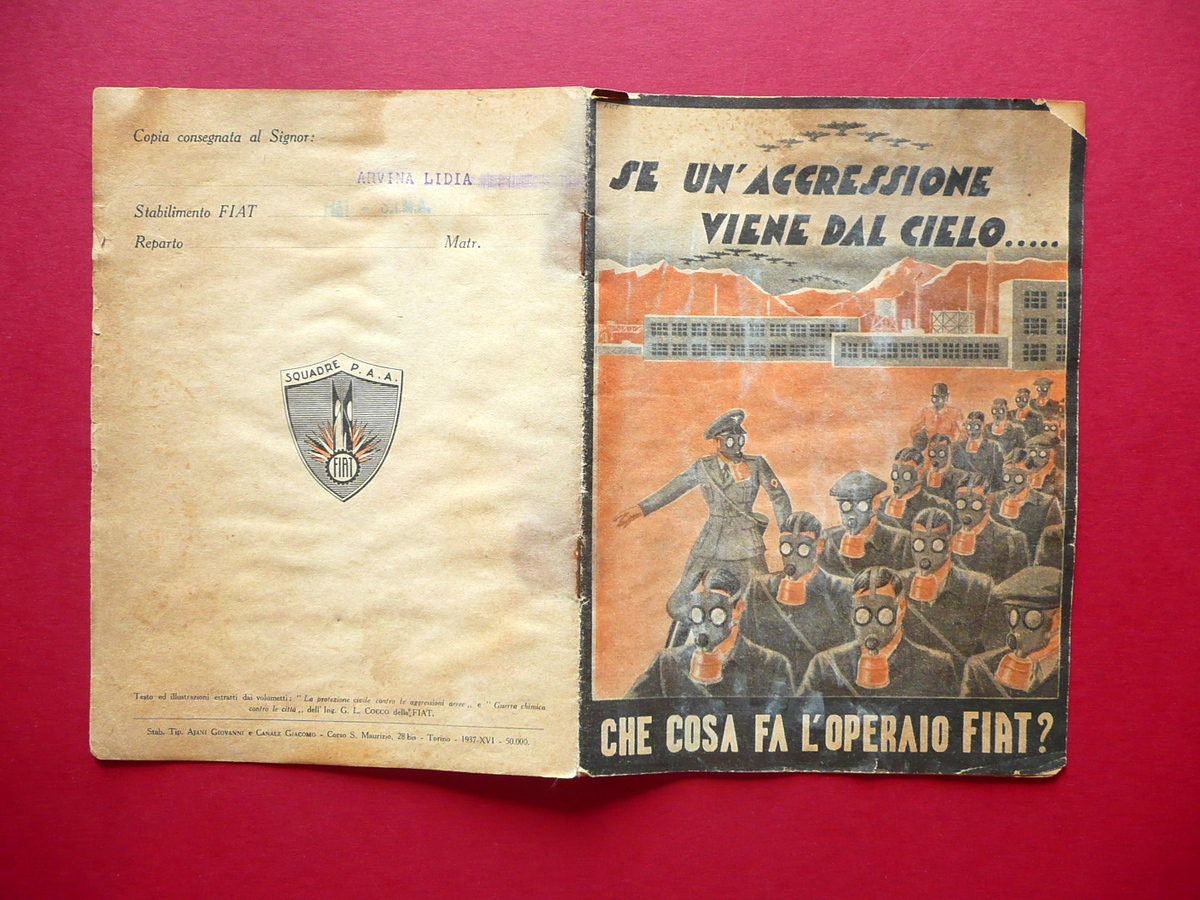 Copia consegnata al Signor:
ARVINA LIDIA
Stabilimento FIAT
Reparto Matr.
SQUADRE P. A. A.
FIAT
Testo ed illustrazioni estratti dai volumetti: " La protezione civile contro le aggressioni aeree „ e " Guerra chimica
contro le città „ dell'Ing. G. L. COCCO della FIAT.
Stab. Tip. AJANI GIOVANNI e CANALE GIACOMO - Corso S. Maurizio, 28 bis - Torino - 1937-XVI - 50.000.
SE UN'AGGRESSIONE
VIENE DAL CIELO.....
CHE COSA FA L'OPERAIO FIAT?